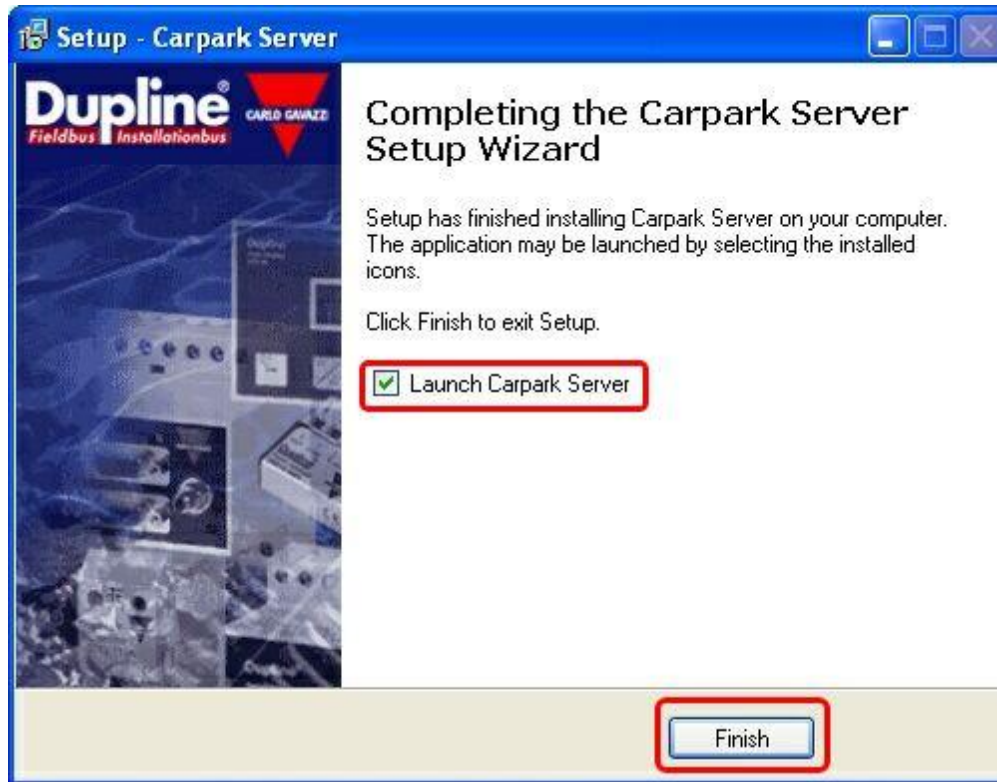 Setup - Carpark Server
Dupline®
Fieldbus Installationbus
CARLO GAVAZZI
Completing the Carpark Server
Setup Wizard
Setup has finished installing Carpark Server on your computer.
The application may be launched by selecting the installed
icons.
Click Finish to exit Setup.
Launch Carpark Server
Finish